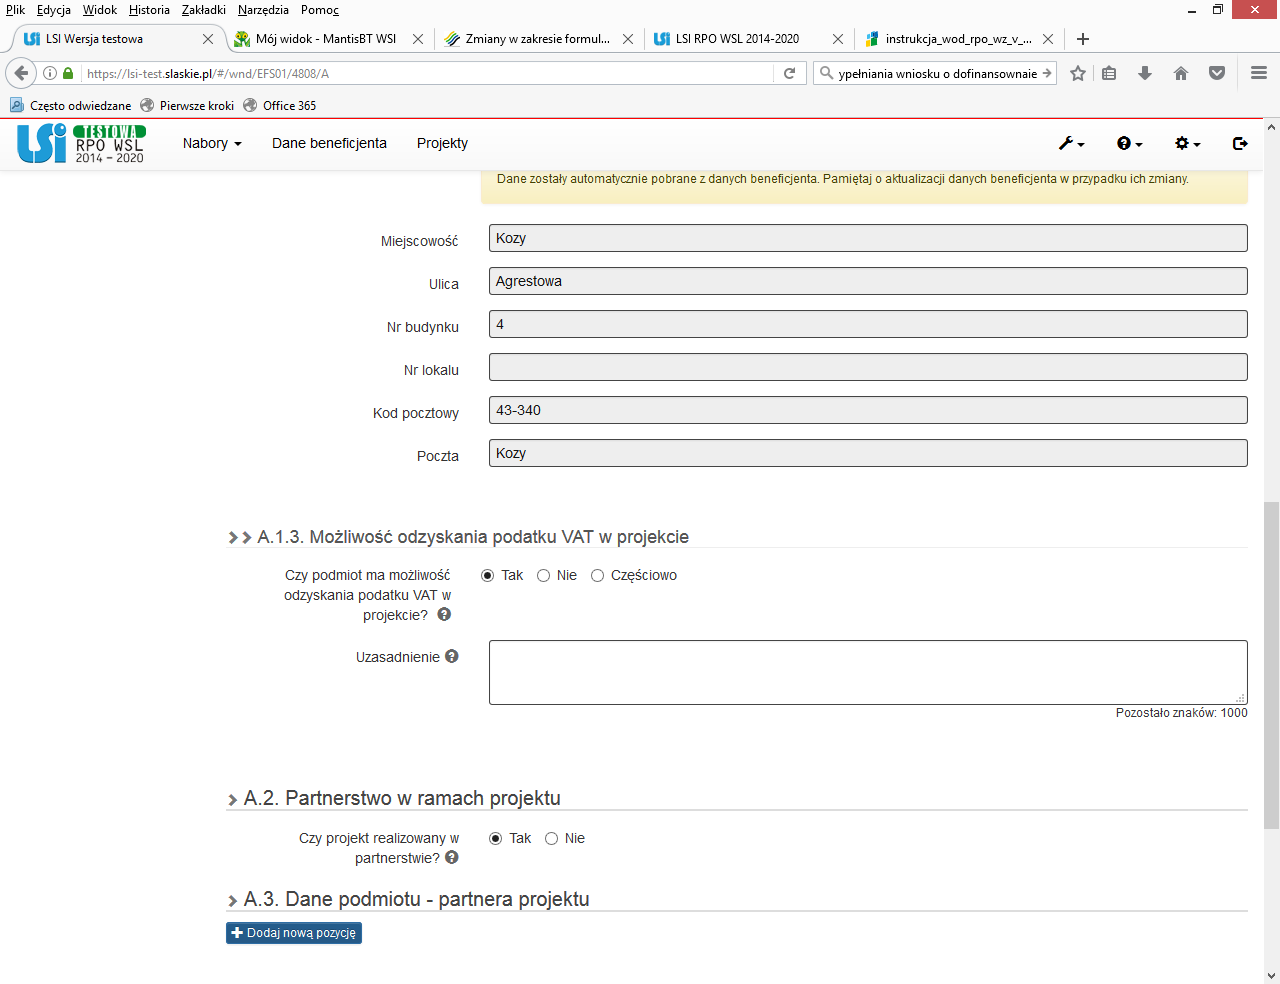 Plik Edycja Widok Historia Zakładki Narzędzia Pomoc
LSI Wersja testowa
Mój widok - MantisBT WSI
Zmiany w zakresie formul...
LSI RPO WSL 2014-2020
instrukcja_wod_rpo_wz_v_...
https://lsi-test.slaskie.pl/#/wnd/EFS01/4808/A
ypełniania wniosku o dofinansownaie
Często odwiedzane Pierwsze kroki Office 365
LSI TESTOWA
RPO WSL
2014 – 2020
Nabory Dane beneficjenta Projekty
Dane zostały automatycznie pobrane z danych beneficjenta. Pamiętaj o aktualizacji danych beneficjenta w przypadku ich zmiany.
Miejscowość Kozy
Ulica Agrestowa
Nr budynku 4
Nr lokalu
Kod pocztowy 43-340
Poczta Kozy
A.1.3. Możliwość odzyskania podatku VAT w projekcie
Czy podmiot ma możliwość
odzyskania podatku VAT w
projekcie?
Tak Nie Częściowo
Uzasadnienie
Pozostało znaków: 1000
A.2. Partnerstwo w ramach projektu
Czy projekt realizowany w
partnerstwie?
Tak Nie
A.3. Dane podmiotu - partnera projektu
Dodaj nową pozycję